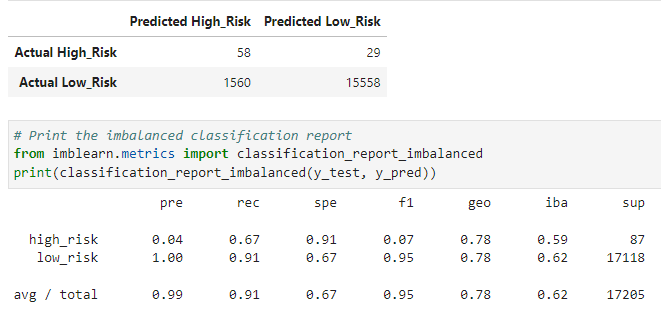 Predicted High_Risk Predicted Low_Risk
Actual High_Risk 58 29
Actual Low_Risk 1560 15558
# Print the imbalanced classification report
from imblearn.metrics import classification_report_imbalanced
print(classification_report_imbalanced(y_test, y_pred))
pre rec spe f1 geo iba sup
high_risk 0.04 0.67 0.91 0.07 0.78 0.59 87
low_risk 1.00 0.91 0.67 0.95 0.78 0.62 17118
avg / total 0.99 0.91 0.67 0.95 0.78 0.62 17205